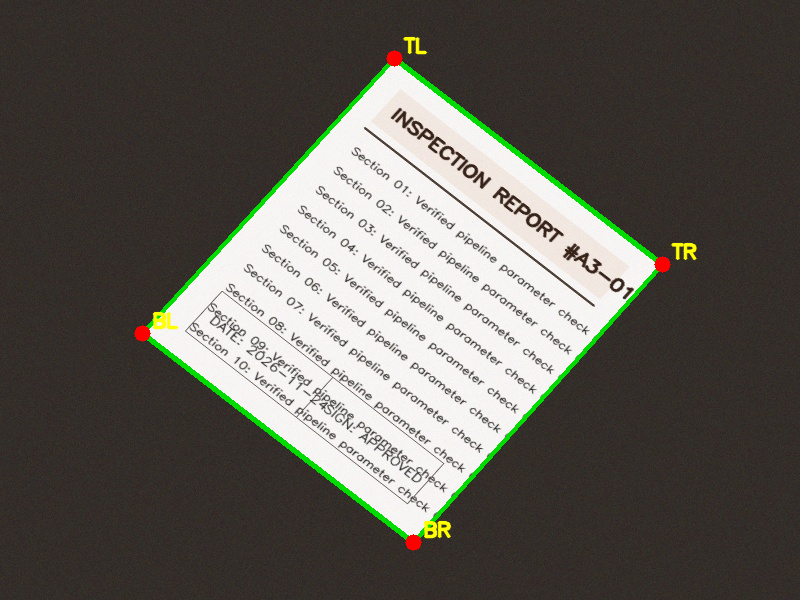 TL
INSPECTION REPORT #A3-01
TR
Section 01: Verified pipeline parameter check
Section 02: Verified pipeline parameter check
Section 03: Verified pipeline parameter check
Section 04: Verified pipeline parameter check
Section 05: Verified pipeline parameter check
Section 06: Verified pipeline parameter check
Section 07: Verified pipeline parameter check
Section 08: Verified pipeline parameter check
Section 09: Verified pipeline parameter check
DATE: 2026-11-24
SIGN: APPROVED
Section 10: Verified pipeline parameter check
BL
BR